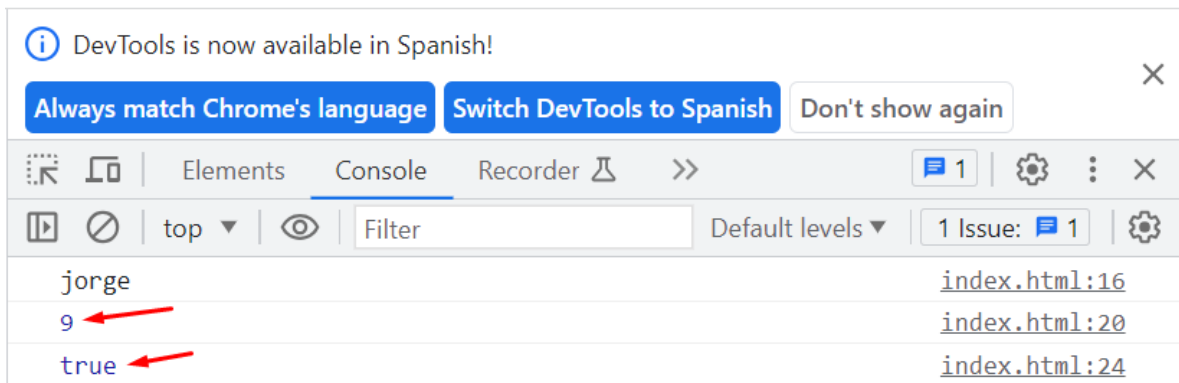 DevTools is now available in Spanish!
Always match Chrome's language Switch DevTools to Spanish Don't show again
Elements Console Recorder 1
top Filter Default levels 1 Issue: 1
jorge index.html:16
9 index.html:20
true index.html:24